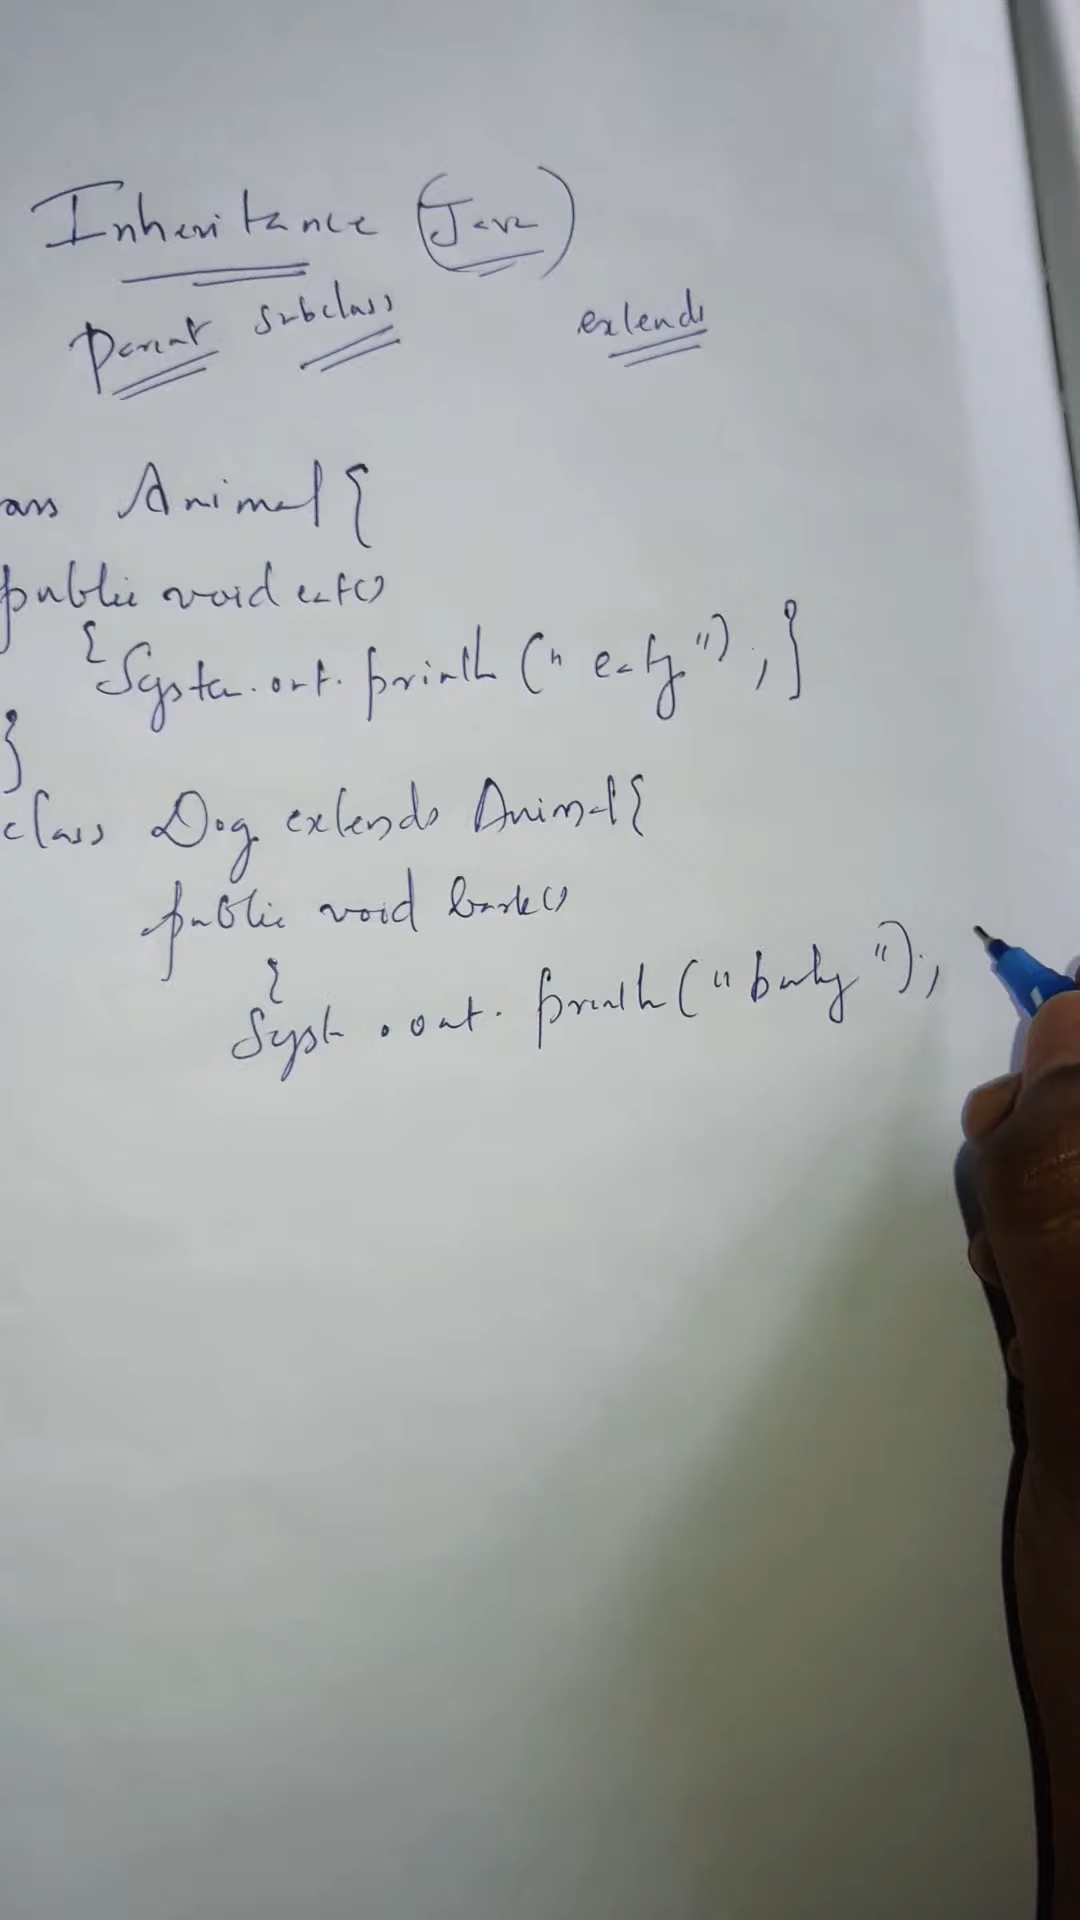 Inheritance (Java)
Parent subclass extends
ass Animal {
public void eat()
{ System.out.println("eating"); }
}
class Dog extends Animal {
public void bark()
{
System.out.println("barking");